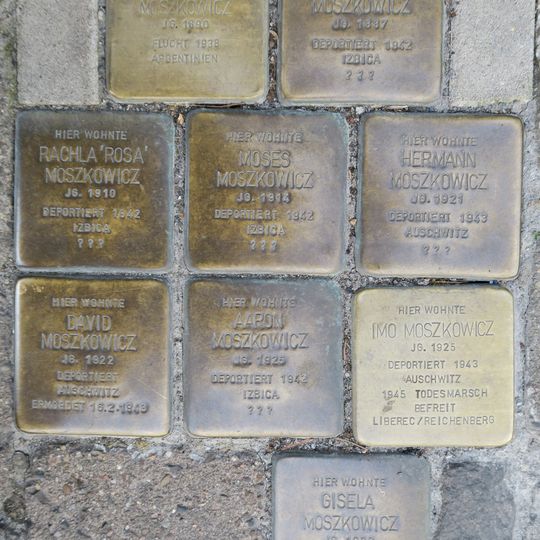 MOSZKOWICZ
JG. 1880
FLUCHT 1938
ARGENTINIEN
MOSZKOWICZ
JG. 1887
DEPORTIERT 1942
IZBICA
? ? ?
HIER WOHNTE
RACHLA 'ROSA'
MOSZKOWICZ
JG. 1910
DEPORTIERT 1942
IZBICA
? ? ?
HIER WOHNTE
MOSES
MOSZKOWICZ
JG. 1914
DEPORTIERT 1942
IZBICA
? ? ?
HIER WOHNTE
HERMANN
MOSZKOWICZ
JG. 1921
DEPORTIERT 1943
AUSCHWITZ
? ? ?
HIER WOHNTE
DAVID
MOSZKOWICZ
JG. 1922
DEPORTIERT
AUSCHWITZ
ERMORDET 16.2.1943
HIER WOHNTE
AARON
MOSZKOWICZ
JG. 1925
DEPORTIERT 1942
IZBICA
? ? ?
HIER WOHNTE
IMO MOSZKOWICZ
JG. 1925
DEPORTIERT 1943
AUSCHWITZ
1945 TODESMARSCH
BEFREIT
LIBEREC/REICHENBERG
HIER WOHNTE
GISELA
MOSZKOWICZ